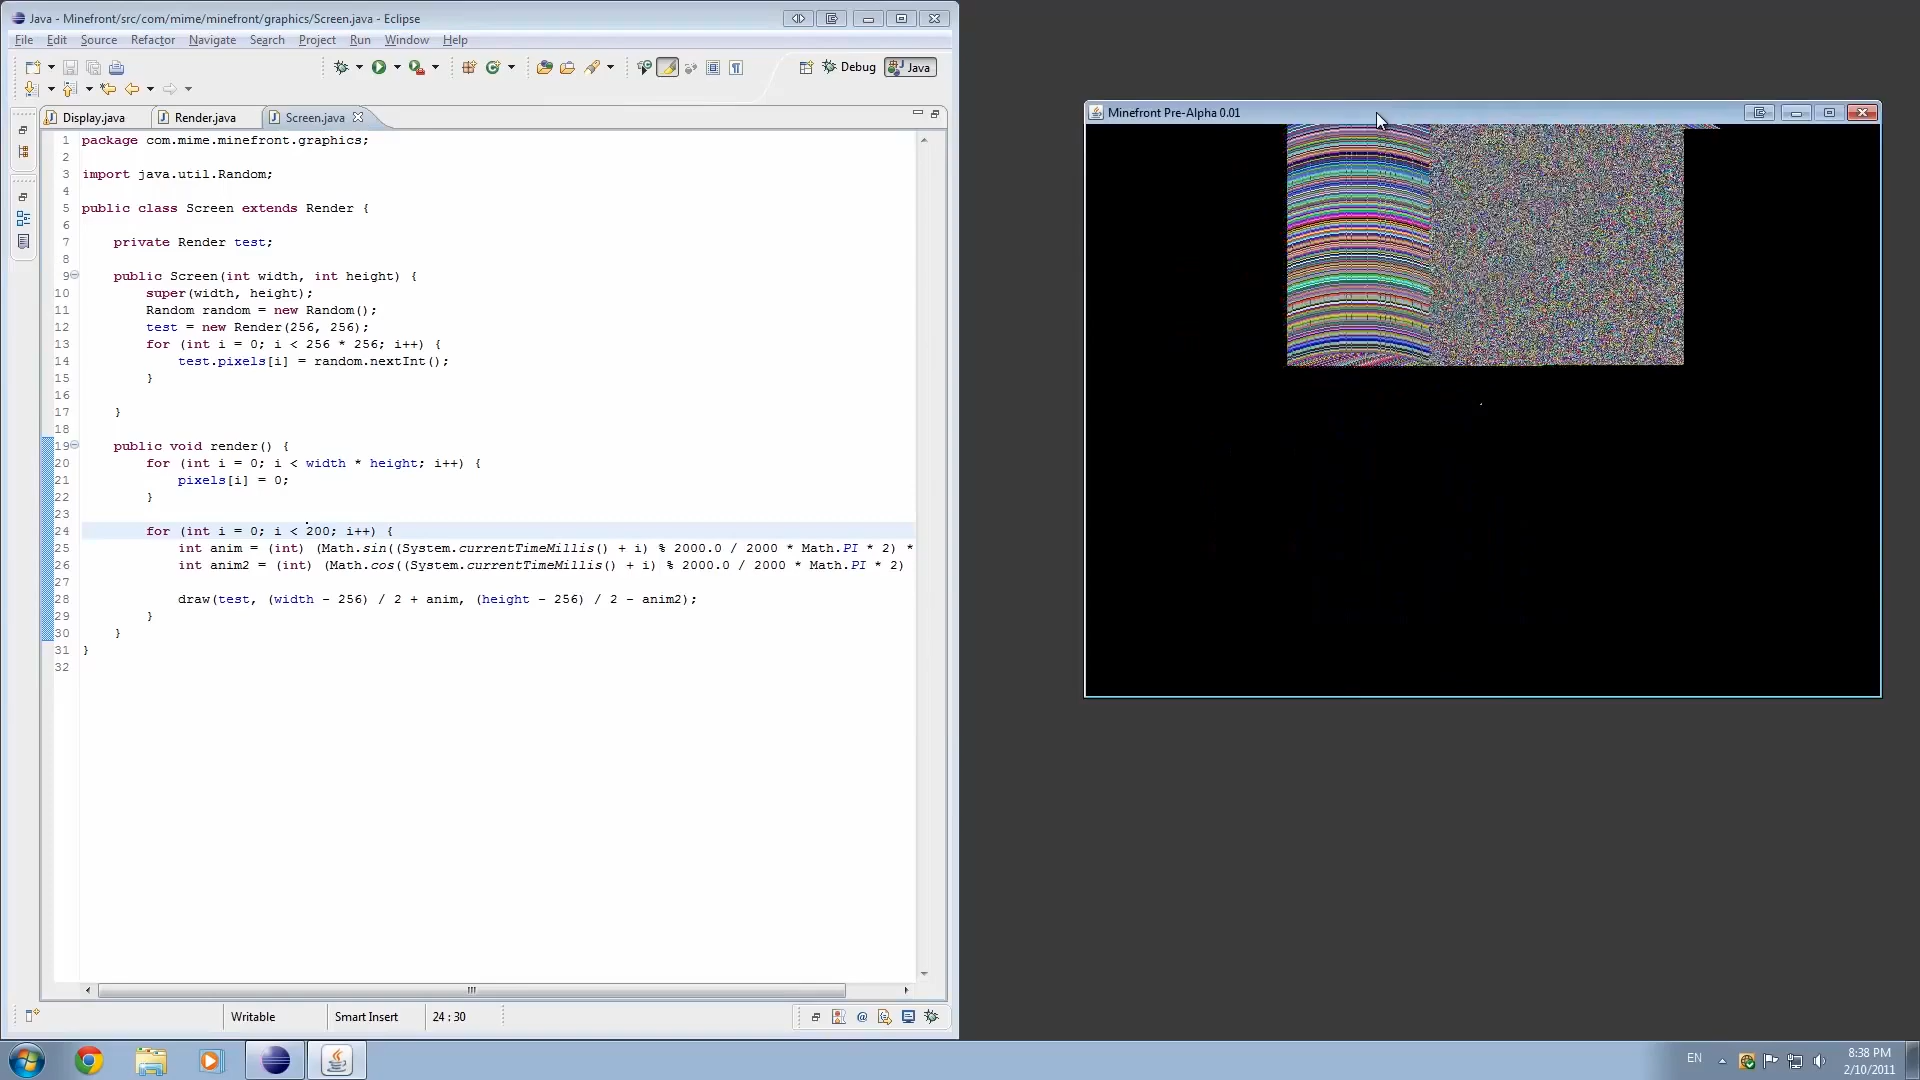 Java - Minefront/src/com/mime/minefront/graphics/Screen.java - Eclipse
File Edit Source Refactor Navigate Search Project Run Window Help
Debug Java
Display.java Render.java Screen.java
1 package com.mime.minefront.graphics;
2
3 import java.util.Random;
4
5 public class Screen extends Render {
6
7 private Render test;
8
9 public Screen(int width, int height) {
10 super(width, height);
11 Random random = new Random();
12 test = new Render(256, 256);
13 for (int i = 0; i < 256 * 256; i++) {
14 test.pixels[i] = random.nextInt();
15 }
16
17 }
18
19 public void render() {
20 for (int i = 0; i < width * height; i++) {
21 pixels[i] = 0;
22 }
23
24 for (int i = 0; i < 200; i++) {
25 int anim = (int) (Math.sin((System.currentTimeMillis() + i) % 2000.0 / 2000 * Math.PI * 2) *
26 int anim2 = (int) (Math.cos((System.currentTimeMillis() + i) % 2000.0 / 2000 * Math.PI * 2)
27
28 draw(test, (width - 256) / 2 + anim, (height - 256) / 2 - anim2);
29 }
30 }
31 }
32
Writable Smart Insert 24 : 30
Minefront Pre-Alpha 0.01
EN
8:38 PM
2/10/2011